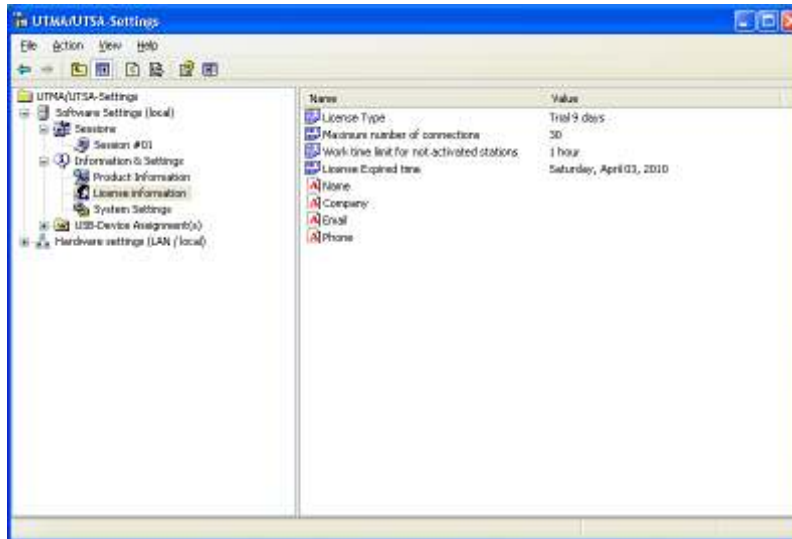 UTMA/UTSA-Settings
File Action View Help
UTMA/UTSA-Settings
Software Settings (local)
Sessions
Session #01
Information & Settings
Product Information
License information
System Settings
USB-Device Assignment(s)
Hardware settings (LAN / local)
Name Value
License Type Trial 9 days
Maximum number of connections 30
Work time limit for not activated stations 1 hour
License Expired time Saturday, April 03, 2010
Name
Company
Email
Phone